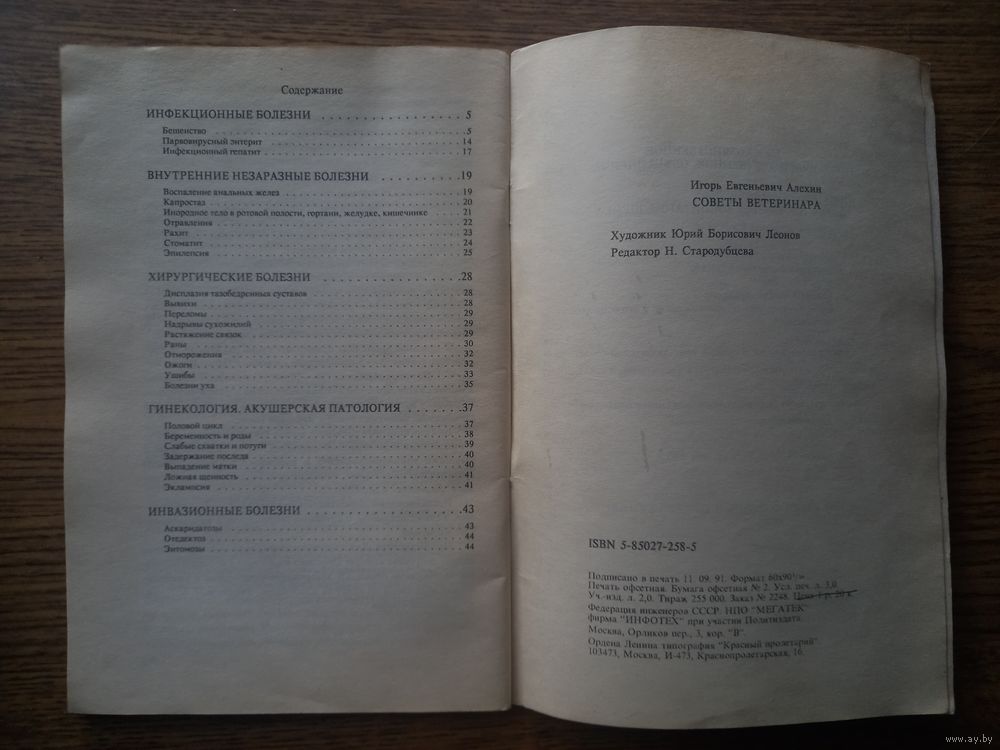 Содержание
ИНФЕКЦИОННЫЕ БОЛЕЗНИ . . . . . . . . . . . . . . . . . 5
Бешенство . . . . . . . . . . . . . . . . . 5
Парвовирусный энтерит . . . . . . . . . . . . . . . . . 14
Инфекционный гепатит . . . . . . . . . . . . . . . . . 17
ВНУТРЕННИЕ НЕЗАРАЗНЫЕ БОЛЕЗНИ . . . . . . . . . 19
Воспаление анальных желез . . . . . . . . . . . . . . . . . 19
Капростаз . . . . . . . . . . . . . . . . . 20
Инородное тело в ротовой полости, гортани, желудке, кишечнике . . . . 21
Отравления . . . . . . . . . . . . . . . . . 22
Рахит . . . . . . . . . . . . . . . . . 23
Стоматит . . . . . . . . . . . . . . . . . 24
Эпилепсия . . . . . . . . . . . . . . . . . 25
ХИРУРГИЧЕСКИЕ БОЛЕЗНИ . . . . . . . . . . . . . . . . . 28
Дисплазия тазобедренных суставов . . . . . . . . . . . . . . . . . 28
Вывихи . . . . . . . . . . . . . . . . . 28
Переломы . . . . . . . . . . . . . . . . . 29
Надрывы сухожилий . . . . . . . . . . . . . . . . . 29
Растяжение связок . . . . . . . . . . . . . . . . . 29
Раны . . . . . . . . . . . . . . . . . 30
Отморожения . . . . . . . . . . . . . . . . . 32
Ожоги . . . . . . . . . . . . . . . . . 32
Ушибы . . . . . . . . . . . . . . . . . 33
Болезни уха . . . . . . . . . . . . . . . . . 35
ГИНЕКОЛОГИЯ. АКУШЕРСКАЯ ПАТОЛОГИЯ . . . . . . . 37
Половой цикл . . . . . . . . . . . . . . . . . 37
Беременность и роды . . . . . . . . . . . . . . . . . 38
Слабые схватки и потуги . . . . . . . . . . . . . . . . . 39
Задержание последа . . . . . . . . . . . . . . . . . 40
Выпадение матки . . . . . . . . . . . . . . . . . 40
Ложная щенность . . . . . . . . . . . . . . . . . 41
Эклампсия . . . . . . . . . . . . . . . . . 41
ИНВАЗИОННЫЕ БОЛЕЗНИ . . . . . . . . . . . . . . . . . 43
Аскаридатозы . . . . . . . . . . . . . . . . . 43
Отедектоз . . . . . . . . . . . . . . . . . 44
Энтомозы . . . . . . . . . . . . . . . . . 44
Игорь Евгеньевич Алехин
СОВЕТЫ ВЕТЕРИНАРА
Художник Юрий Борисович Леонов
Редактор Н. Стародубцева
ISBN 5-85027-258-5
Подписано в печать 11. 09. 91. Формат 60х90¹/₁₆.
Печать офсетная. Бумага офсетная № 2. Усл. печ. л. 3,0
Уч.-изд. л. 2,0. Тираж 255 000. Заказ № 2248. Цена 1 р. 20 к.
Федерация инженеров СССР. НПО "МЕГАТЕК"
фирма "ИНФОТЕХ" при участии Политиздата.
Москва, Орликов пер., 3, кор. "В".
Ордена Ленина типография "Красный пролетарий".
103473, Москва, И-473, Краснопролетарская, 16.
www.ay.by